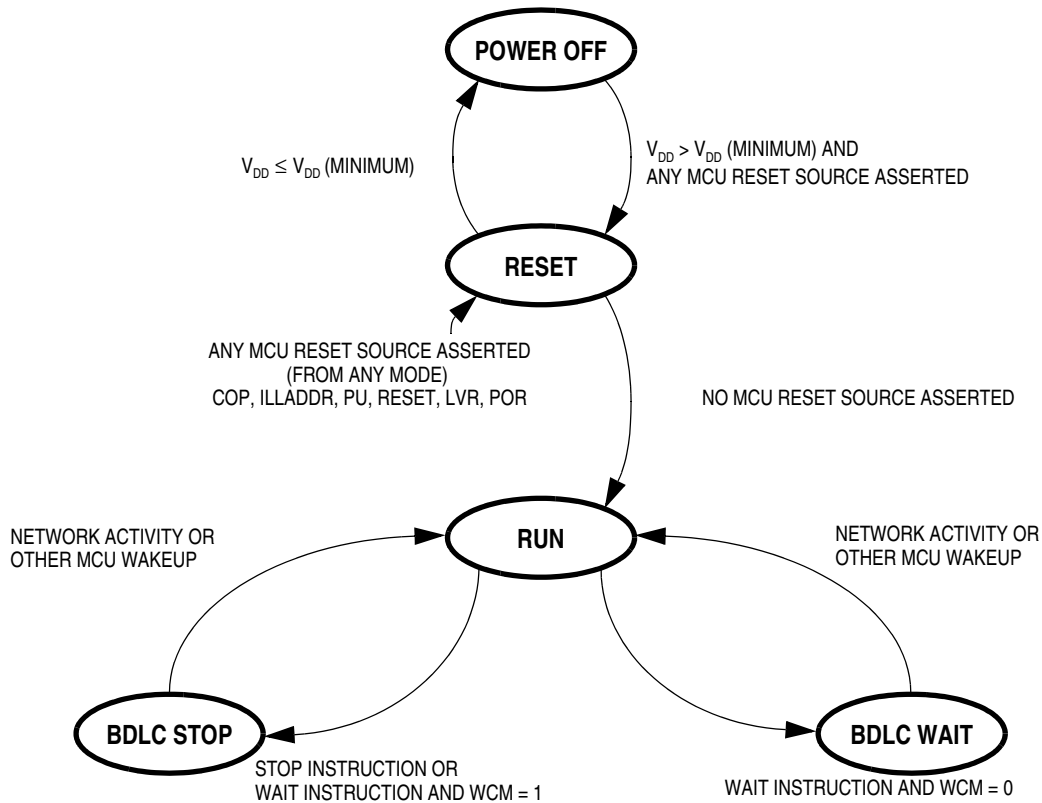 POWER OFF
V_DD ≤ V_DD (MINIMUM)
V_DD > V_DD (MINIMUM) AND
ANY MCU RESET SOURCE ASSERTED
RESET
ANY MCU RESET SOURCE ASSERTED
(FROM ANY MODE)
COP, ILLADDR, PU, RESET, LVR, POR
NO MCU RESET SOURCE ASSERTED
NETWORK ACTIVITY OR
OTHER MCU WAKEUP
RUN
NETWORK ACTIVITY OR
OTHER MCU WAKEUP
BDLC STOP
BDLC WAIT
STOP INSTRUCTION OR
WAIT INSTRUCTION AND WCM = 1
WAIT INSTRUCTION AND WCM = 0